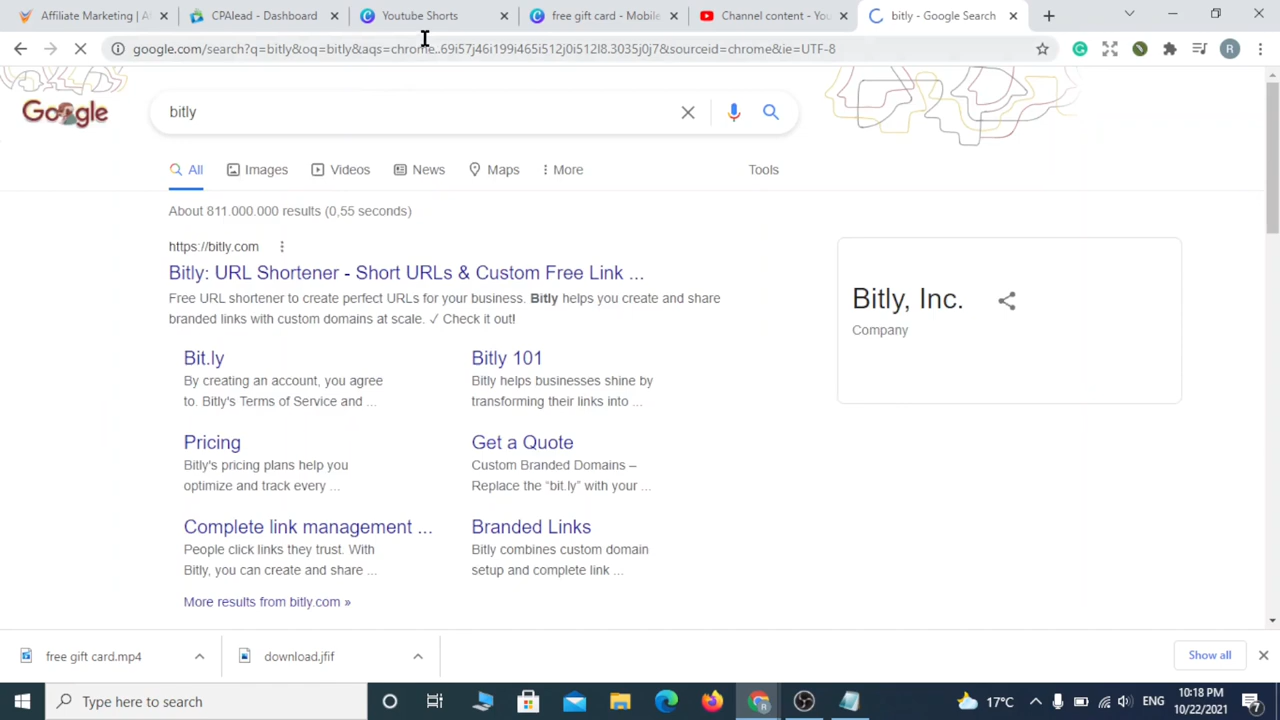 Affiliate Marketing | A
CPAlead - Dashboard
Youtube Shorts
free gift card - Mobile
Channel content - You
bitly - Google Search
google.com/search?q=bitly&oq=bitly&aqs=chrome..69i57j46i199i465i512j0i512l8.3035j0j7&sourceid=chrome&ie=UTF-8
R
Google
bitly
All
Images
Videos
News
Maps
More
Tools
About 811.000.000 results (0,55 seconds)
https://bitly.com
Bitly: URL Shortener - Short URLs & Custom Free Link ...
Free URL shortener to create perfect URLs for your business. Bitly helps you create and share
branded links with custom domains at scale. ✓ Check it out!
Bit.ly
By creating an account, you agree
to. Bitly's Terms of Service and ...
Bitly 101
Bitly helps businesses shine by
transforming their links into ...
Pricing
Bitly's pricing plans help you
optimize and track every ...
Get a Quote
Custom Branded Domains –
Replace the “bit.ly” with your ...
Complete link management ...
People click links they trust. With
Bitly, you can create and share ...
Branded Links
Bitly combines custom domain
setup and complete link ...
More results from bitly.com »
Bitly, Inc.
Company
free gift card.mp4
download.jfif
Show all
Type here to search
17°C
ENG
10:18 PM
10/22/2021
7